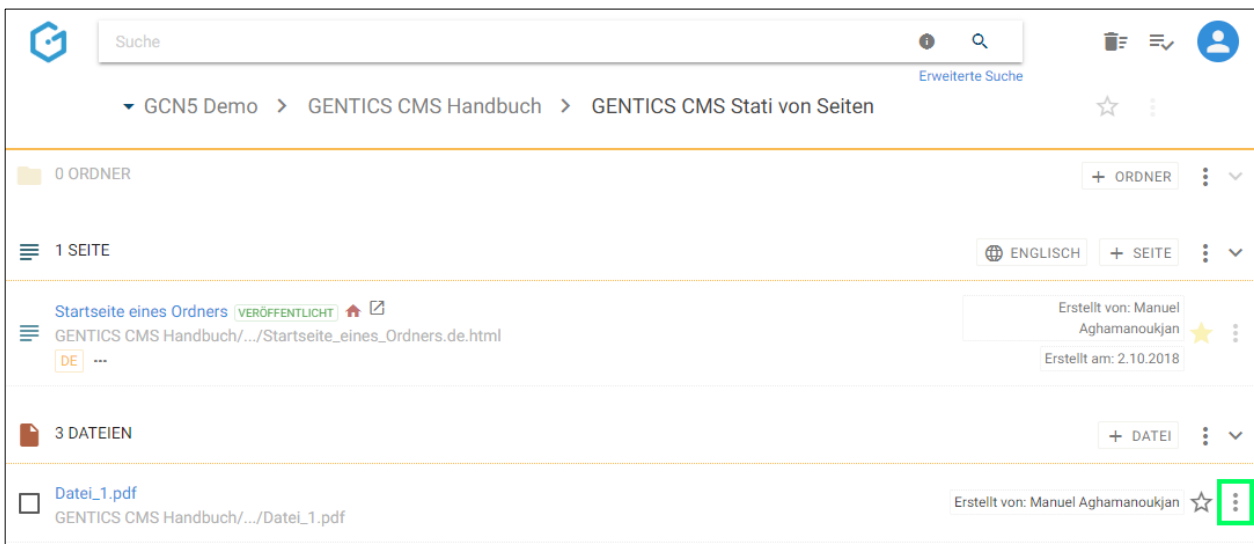 Suche
Erweiterte Suche
GCN5 Demo > GENTICS CMS Handbuch > GENTICS CMS Stati von Seiten
0 ORDNER
+ ORDNER
1 SEITE
ENGLISCH
+ SEITE
Startseite eines Ordners VERÖFFENTLICHT
GENTICS CMS Handbuch/.../Startseite_eines_Ordners.de.html
DE ...
Erstellt von: Manuel
Aghamanoukjan
Erstellt am: 2.10.2018
3 DATEIEN
+ DATEI
Datei_1.pdf
GENTICS CMS Handbuch/.../Datei_1.pdf
Erstellt von: Manuel Aghamanoukjan